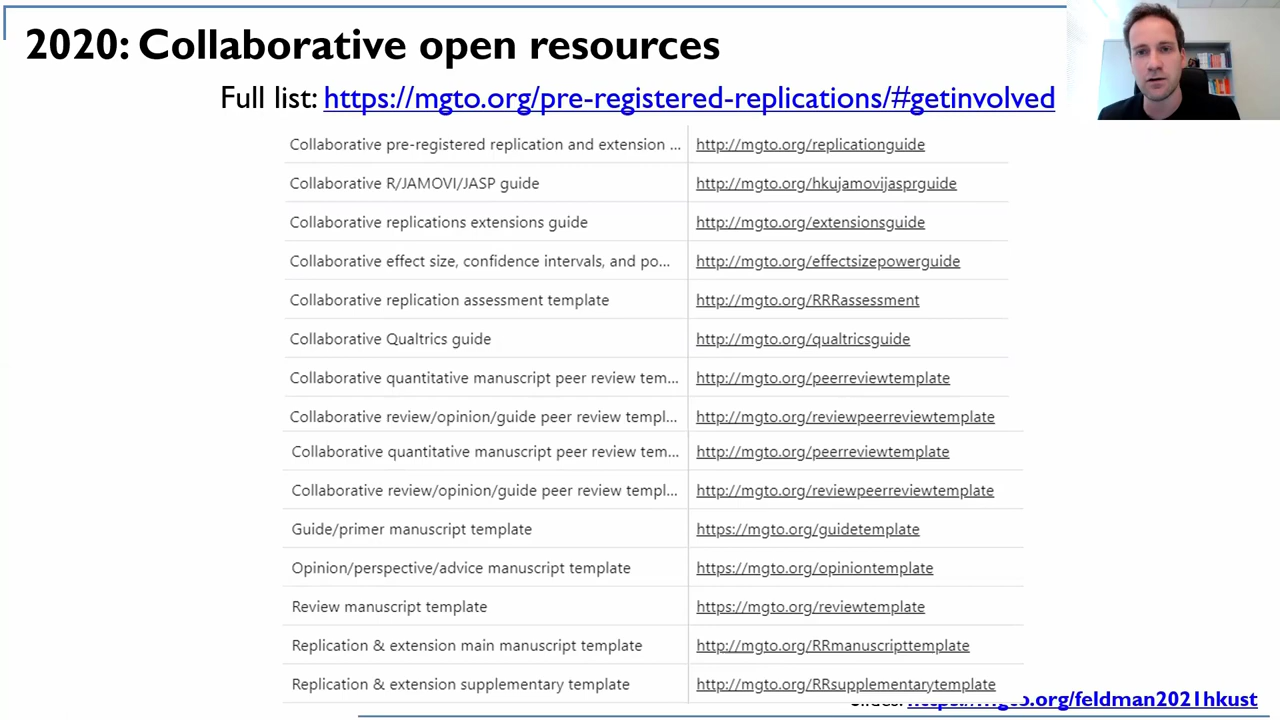 2020: Collaborative open resources
Full list: https://mgto.org/pre-registered-replications/#getinvolved
Collaborative pre-registered replication and extension ... http://mgto.org/replicationguide
Collaborative R/JAMOVI/JASP guide http://mgto.org/hkujamovijasprguide
Collaborative replications extensions guide http://mgto.org/extensionsguide
Collaborative effect size, confidence intervals, and po... http://mgto.org/effectsizepowerguide
Collaborative replication assessment template http://mgto.org/RRRassessment
Collaborative Qualtrics guide http://mgto.org/qualtricsguide
Collaborative quantitative manuscript peer review tem... http://mgto.org/peerreviewtemplate
Collaborative review/opinion/guide peer review templ... http://mgto.org/reviewpeerreviewtemplate
Collaborative quantitative manuscript peer review tem... http://mgto.org/peerreviewtemplate
Collaborative review/opinion/guide peer review templ... http://mgto.org/reviewpeerreviewtemplate
Guide/primer manuscript template https://mgto.org/guidetemplate
Opinion/perspective/advice manuscript template https://mgto.org/opiniontemplate
Review manuscript template https://mgto.org/reviewtemplate
Replication & extension main manuscript template http://mgto.org/RRmanuscripttemplate
Replication & extension supplementary template http://mgto.org/RRsupplementarytemplate
Slides: https://mgto.org/feldman2021hkust